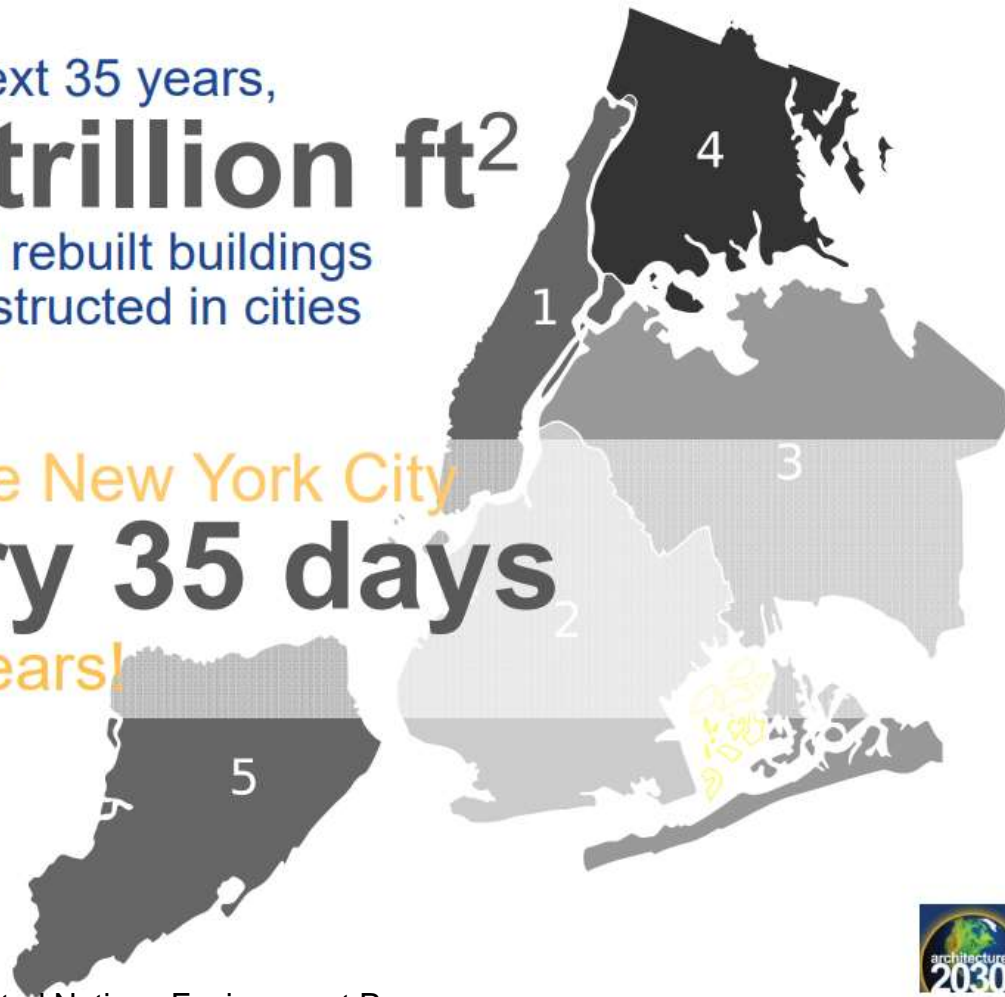 ext 35 years,
trillion ft²
rebuilt buildings
structed in cities
e New York City
ry 35 days
ears!
4
1
3
2
5
architecture
2030